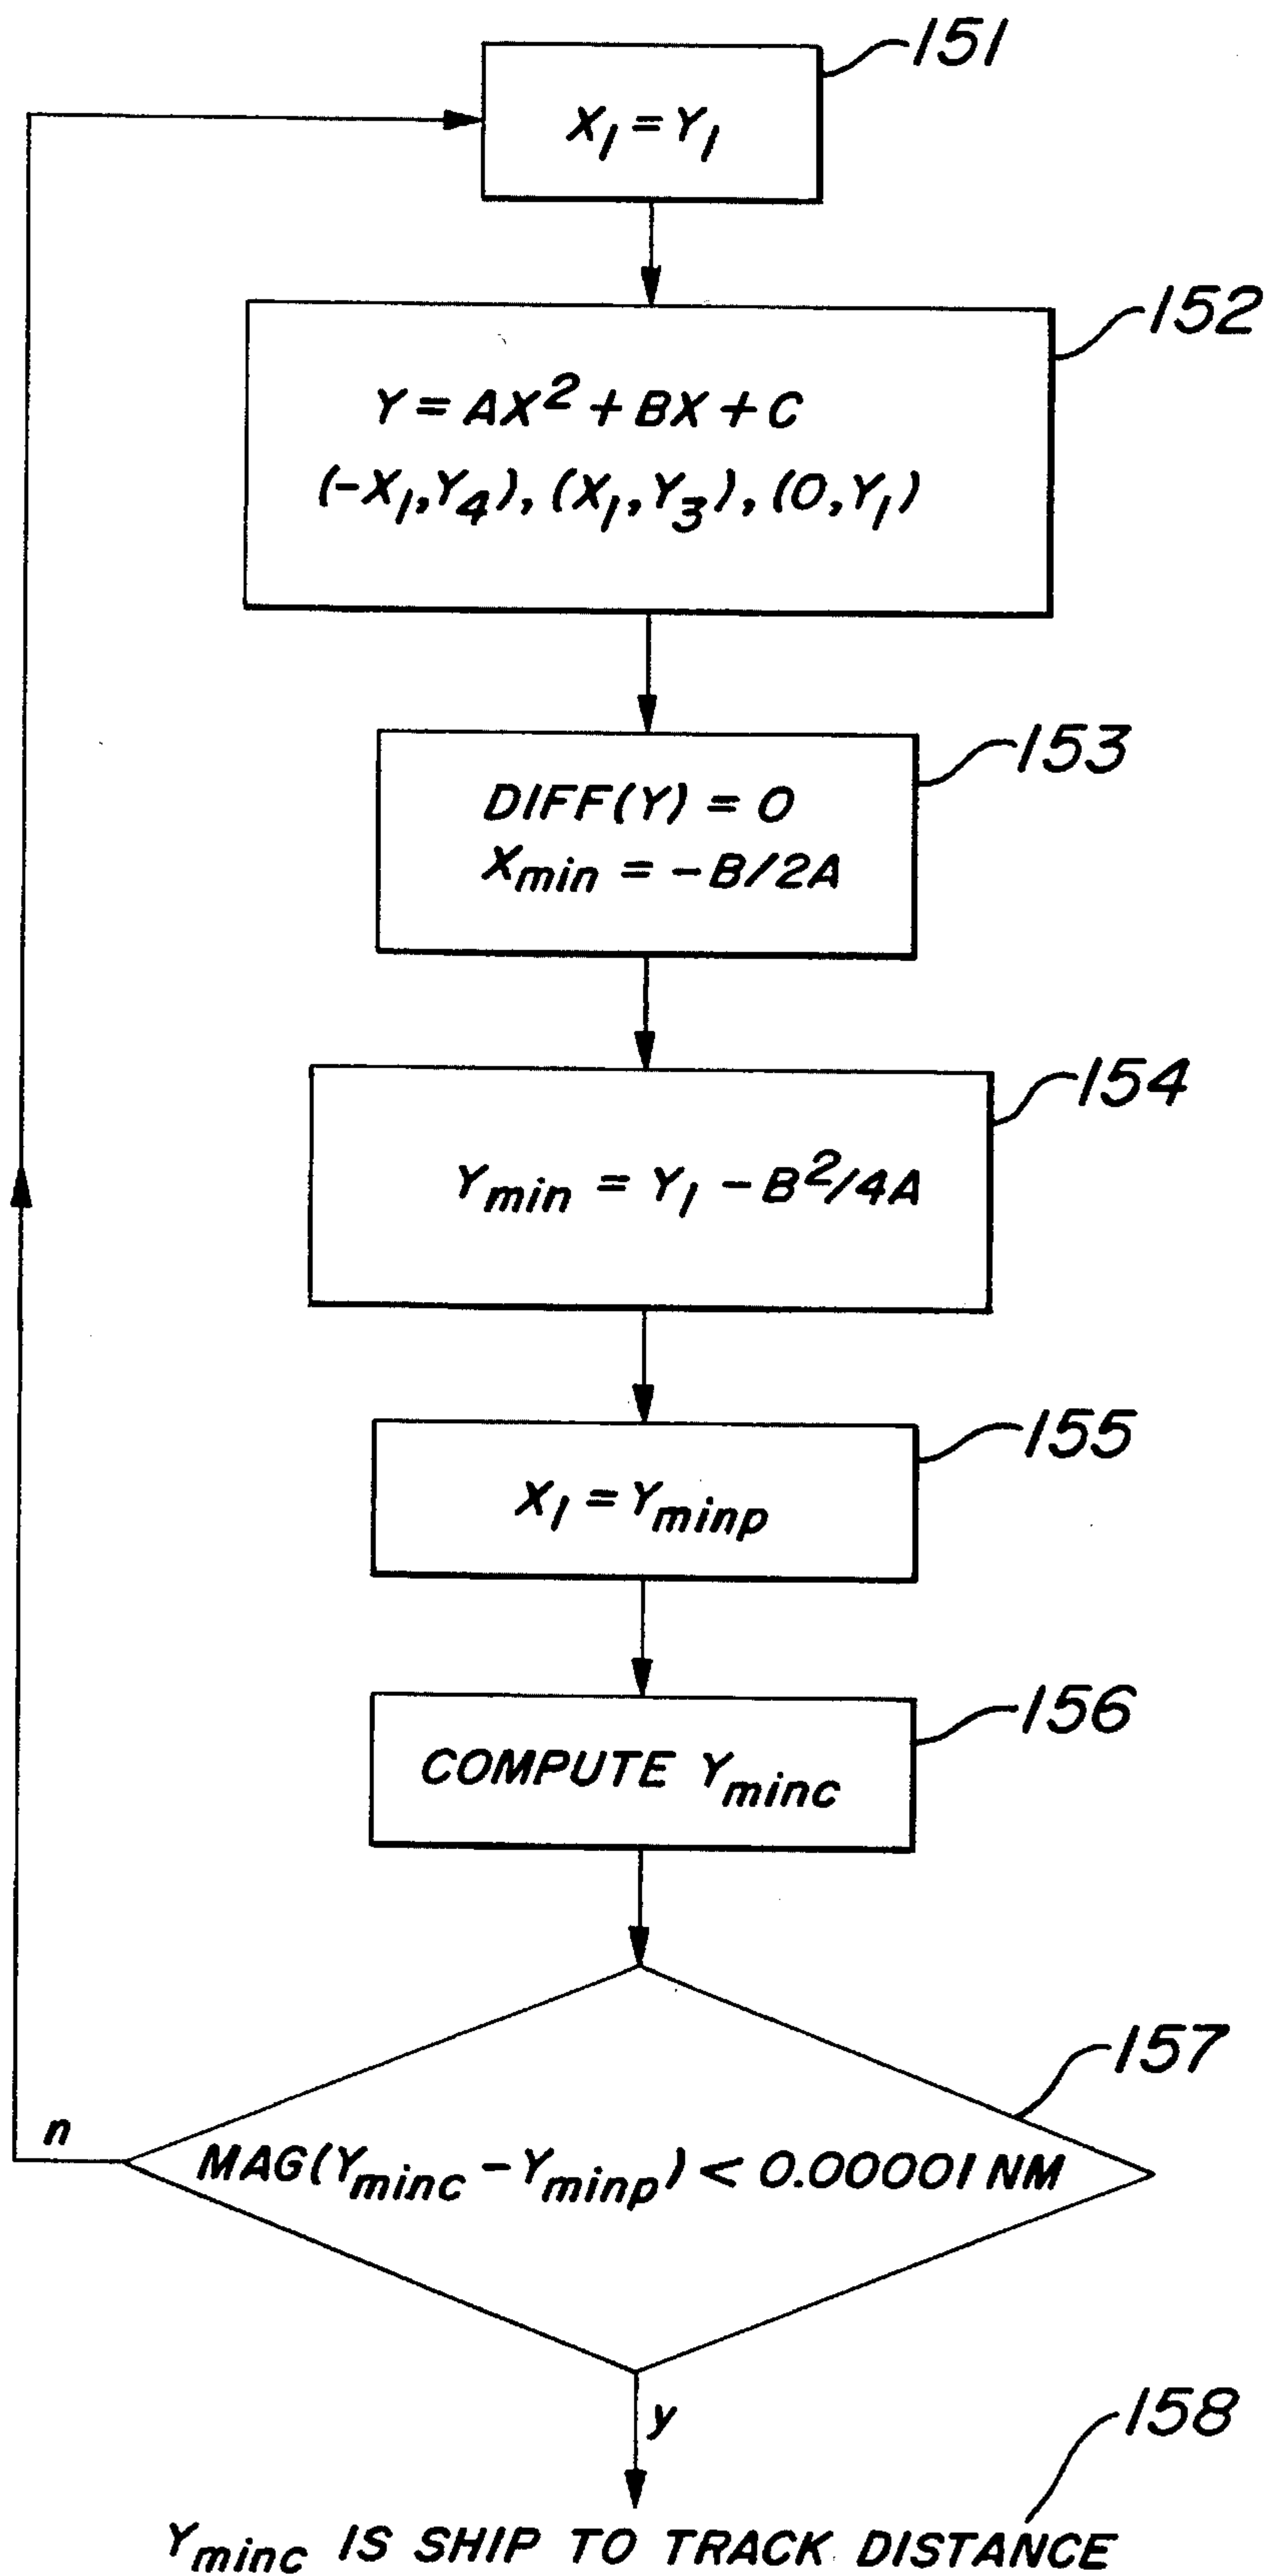 151
X₁ = Y₁
152
Y = AX² + BX + C
(-X₁, Y₄), (X₁, Y₃), (0, Y₁)
153
DIFF(Y) = 0
Xmin = -B/2A
154
Ymin = Y₁ - B²/4A
155
X₁ = Yminp
156
COMPUTE Yminc
157
n
MAG(Yminc - Yminp) < 0.00001 NM
y
158
Yminc IS SHIP TO TRACK DISTANCE